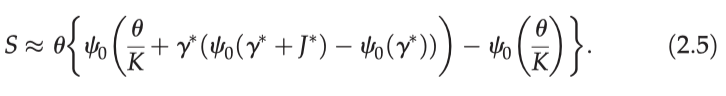 S ≈ θ{ψ₀(θ/K + γ*(ψ₀(γ* + J*) − ψ₀(γ*))) − ψ₀(θ/K)}. (2.5)